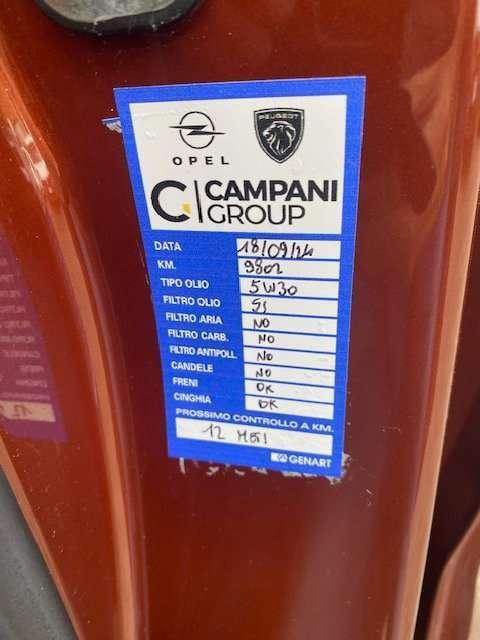 OPEL
PEUGEOT
CAMPANI
GROUP
DATA 18/09/24
KM. 9802
TIPO OLIO 5W30
FILTRO OLIO SI
FILTRO ARIA NO
FILTRO CARB. NO
FILTRO ANTIPOLL. NO
CANDELE NO
FRENI OK
CINGHIA OK
PROSSIMO CONTROLLO A KM.
12 MESI
GENART